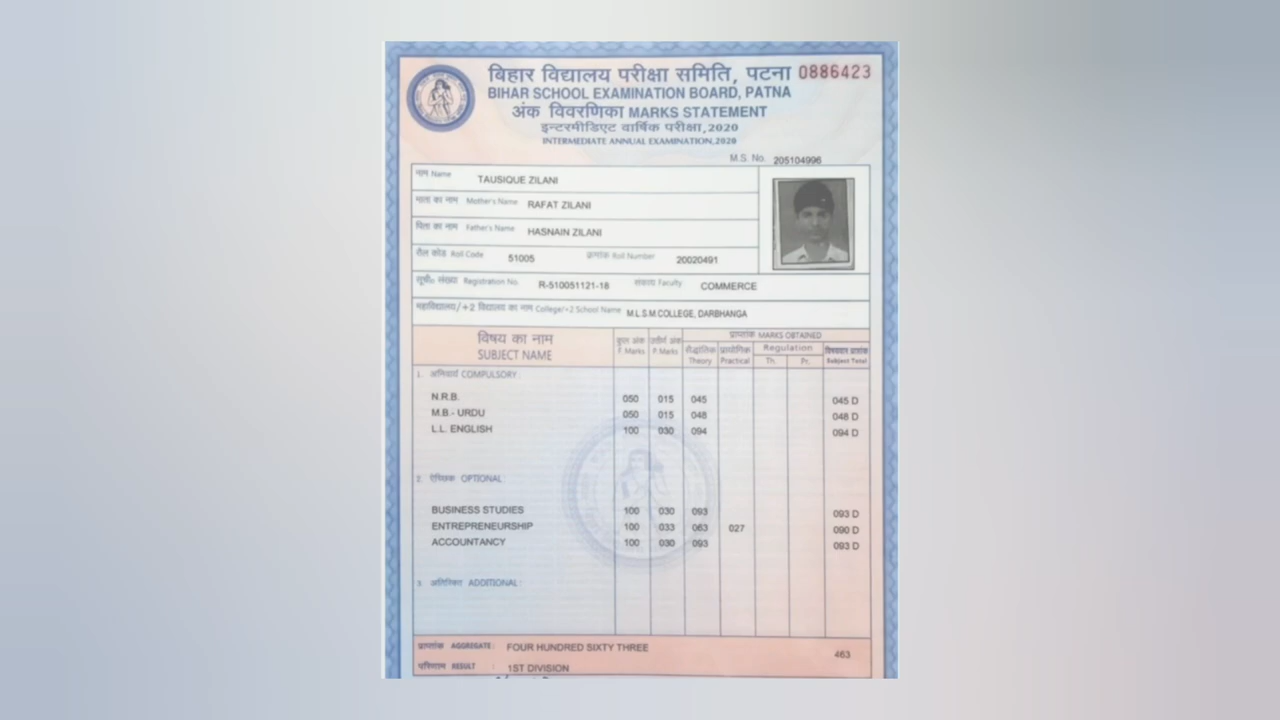 बिहार विद्यालय परीक्षा समिति, पटना 0886423
BIHAR SCHOOL EXAMINATION BOARD, PATNA
अंक विवरणिका MARKS STATEMENT
इन्टरमीडिएट वार्षिक परीक्षा, 2020
INTERMEDIATE ANNUAL EXAMINATION, 2020
M.S. No. 205104996
नाम Name TAUSIQUE ZILANI
माता का नाम Mother's Name RAFAT ZILANI
पिता का नाम Father's Name HASNAIN ZILANI
रौल कोड Roll Code 51005 क्रमांक Roll Number 20020491
सूची० संख्या Registration No. R-510051121-18 संकाय Faculty COMMERCE
महाविद्यालय/+2 विद्यालय का नाम College/+2 School Name M.L.S.M.COLLEGE, DARBHANGA
विषय का नाम पूर्ण अंक उत्तीर्ण अंक प्राप्तांक MARKS OBTAINED
SUBJECT NAME F. Marks P. Marks सैद्धांतिक Theory प्रायोगिक Practical Regulation Th. Pr. विषयवार प्राप्तांक Subject Total
1. अनिवार्य COMPULSORY:
N.R.B. 050 015 045 045 D
M.B.- URDU 050 015 048 048 D
L.L. ENGLISH 100 030 094 094 D
2. ऐच्छिक OPTIONAL:
BUSINESS STUDIES 100 030 093 093 D
ENTREPRENEURSHIP 100 033 063 027 090 D
ACCOUNTANCY 100 030 093 093 D
3. अतिरिक्त ADDITIONAL:
प्राप्तांक AGGREGATE: FOUR HUNDRED SIXTY THREE 463
परिणाम RESULT : 1ST DIVISION